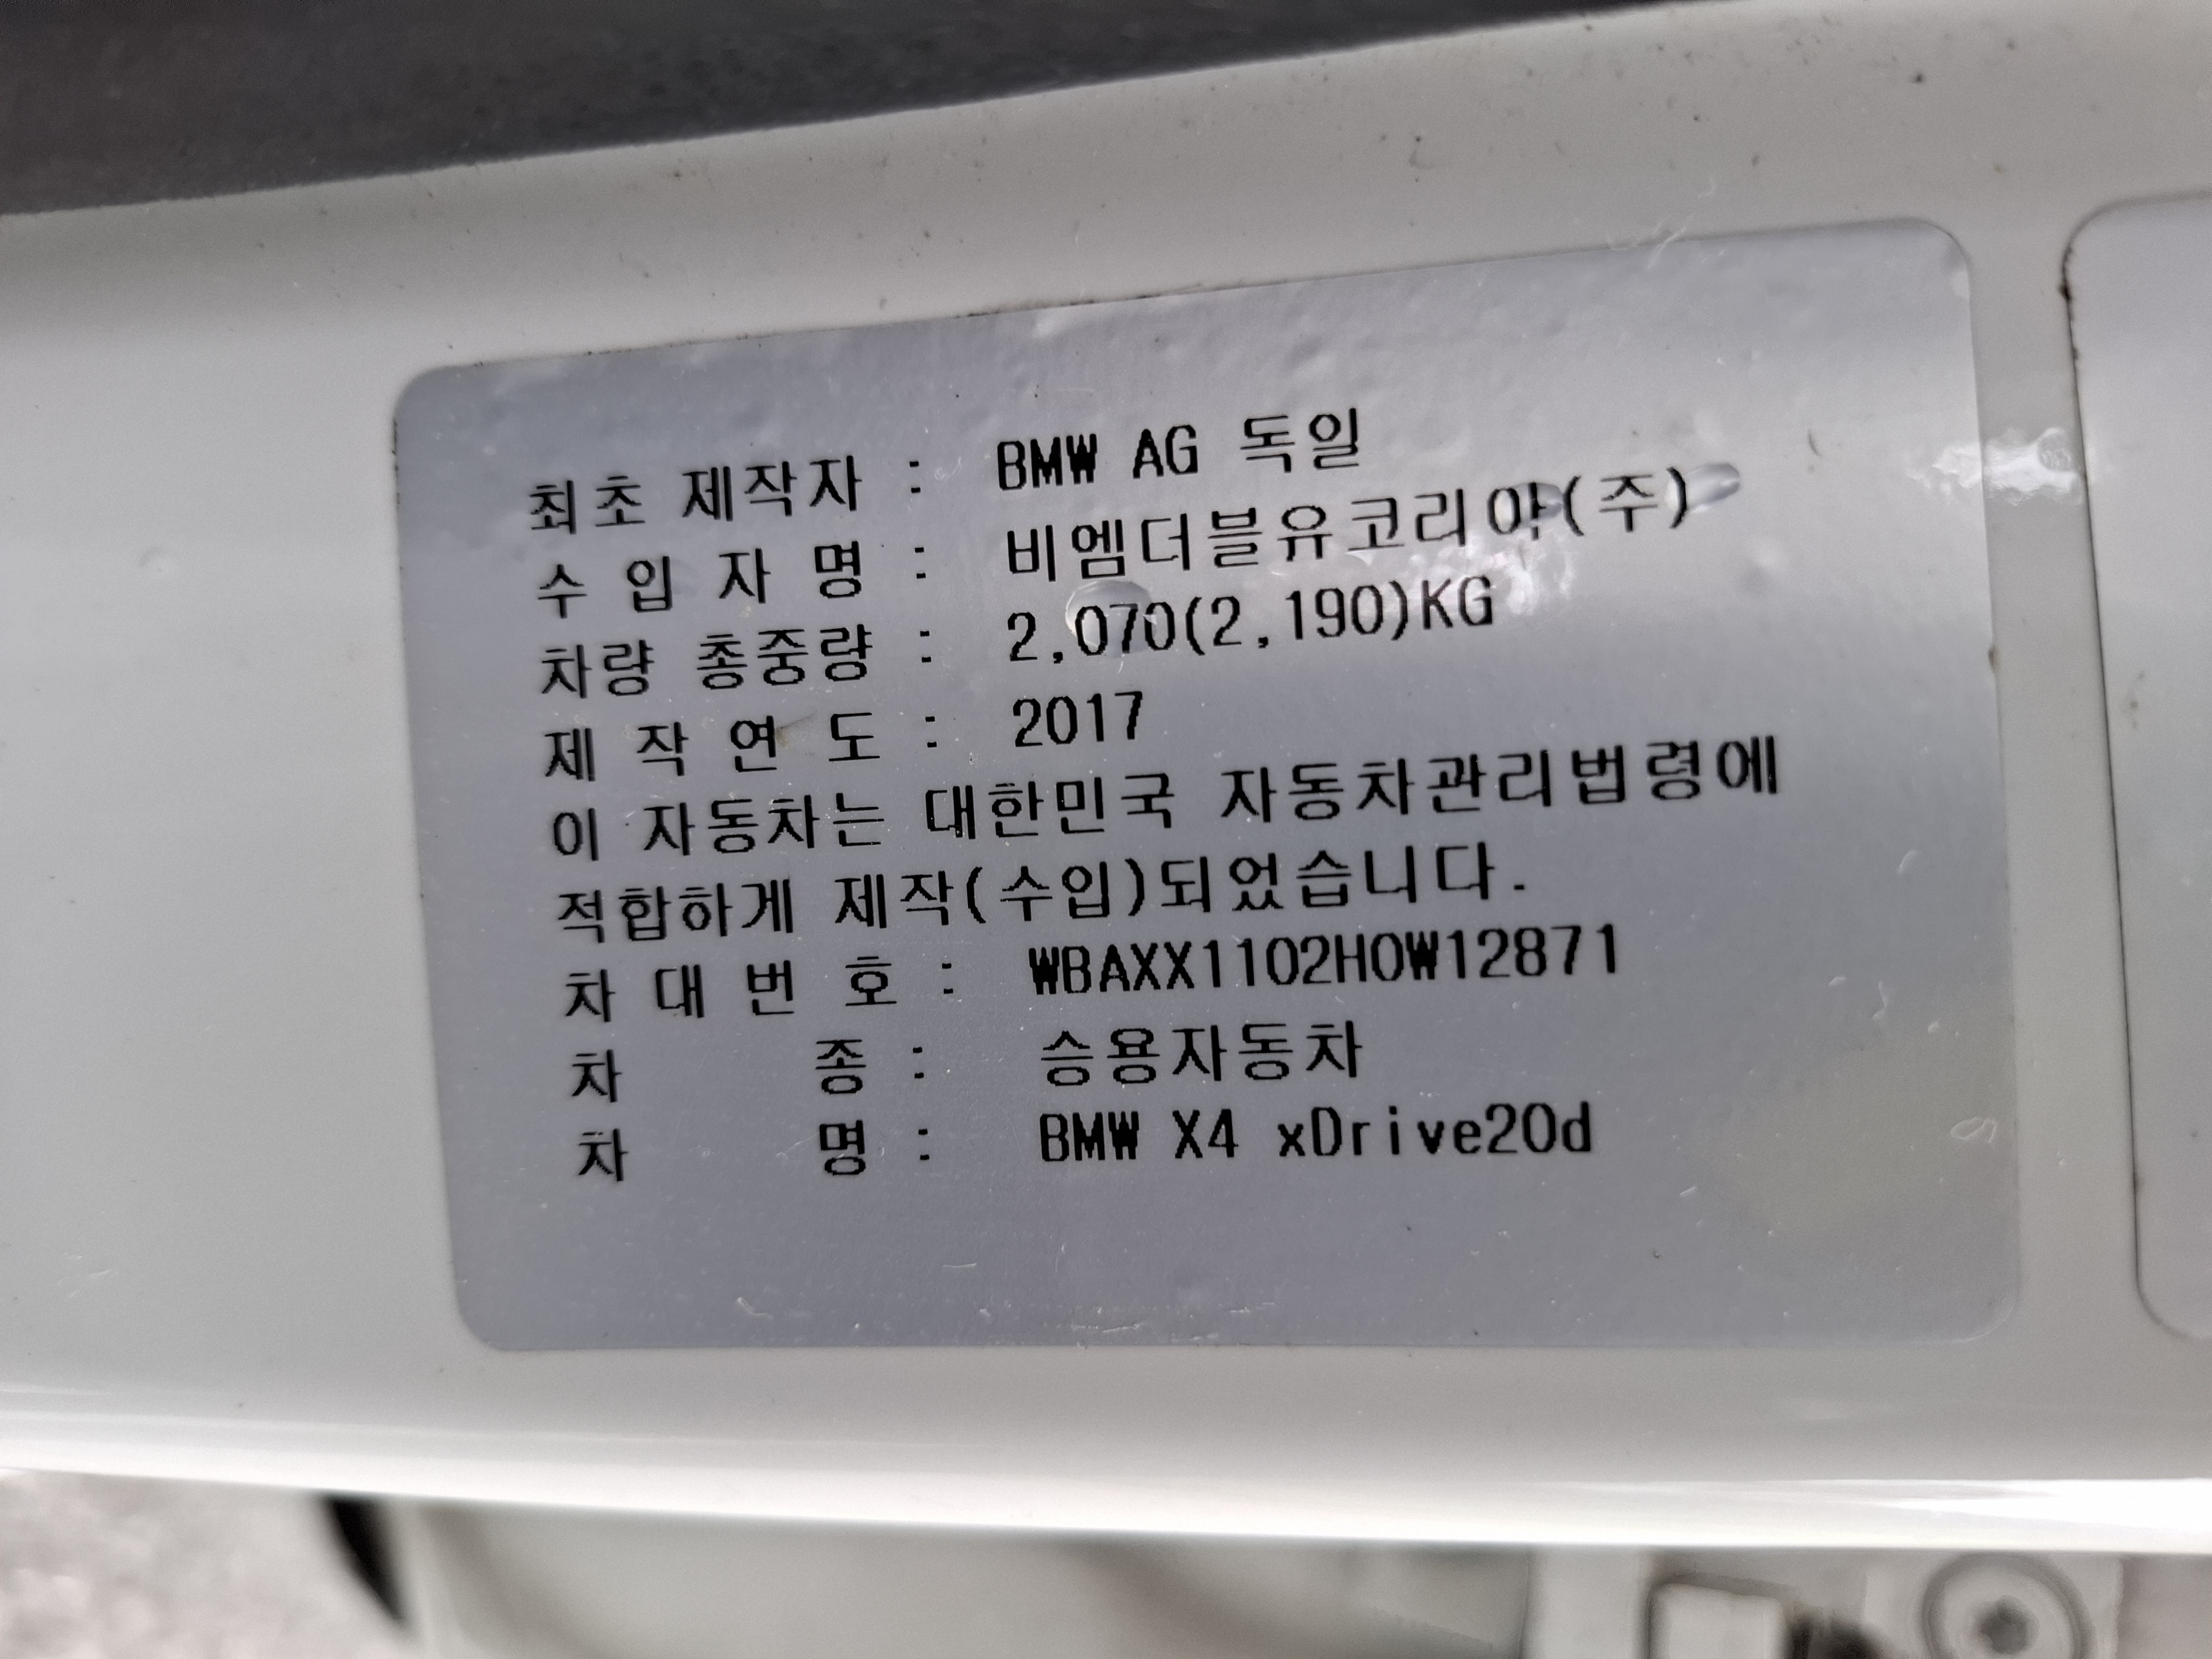 최초 제작자 : BMW AG 독일
수 입 자 명 : 비엠더블유코리아(주)
차량 총중량 : 2,070(2,190)KG
제 작 연 도 : 2017
이 자동차는 대한민국 자동차관리법령에
적합하게 제작(수입)되었습니다.
차 대 번 호 : WBAXX1102H0W12871
차 종 : 승용자동차
차 명 : BMW X4 xDrive20d